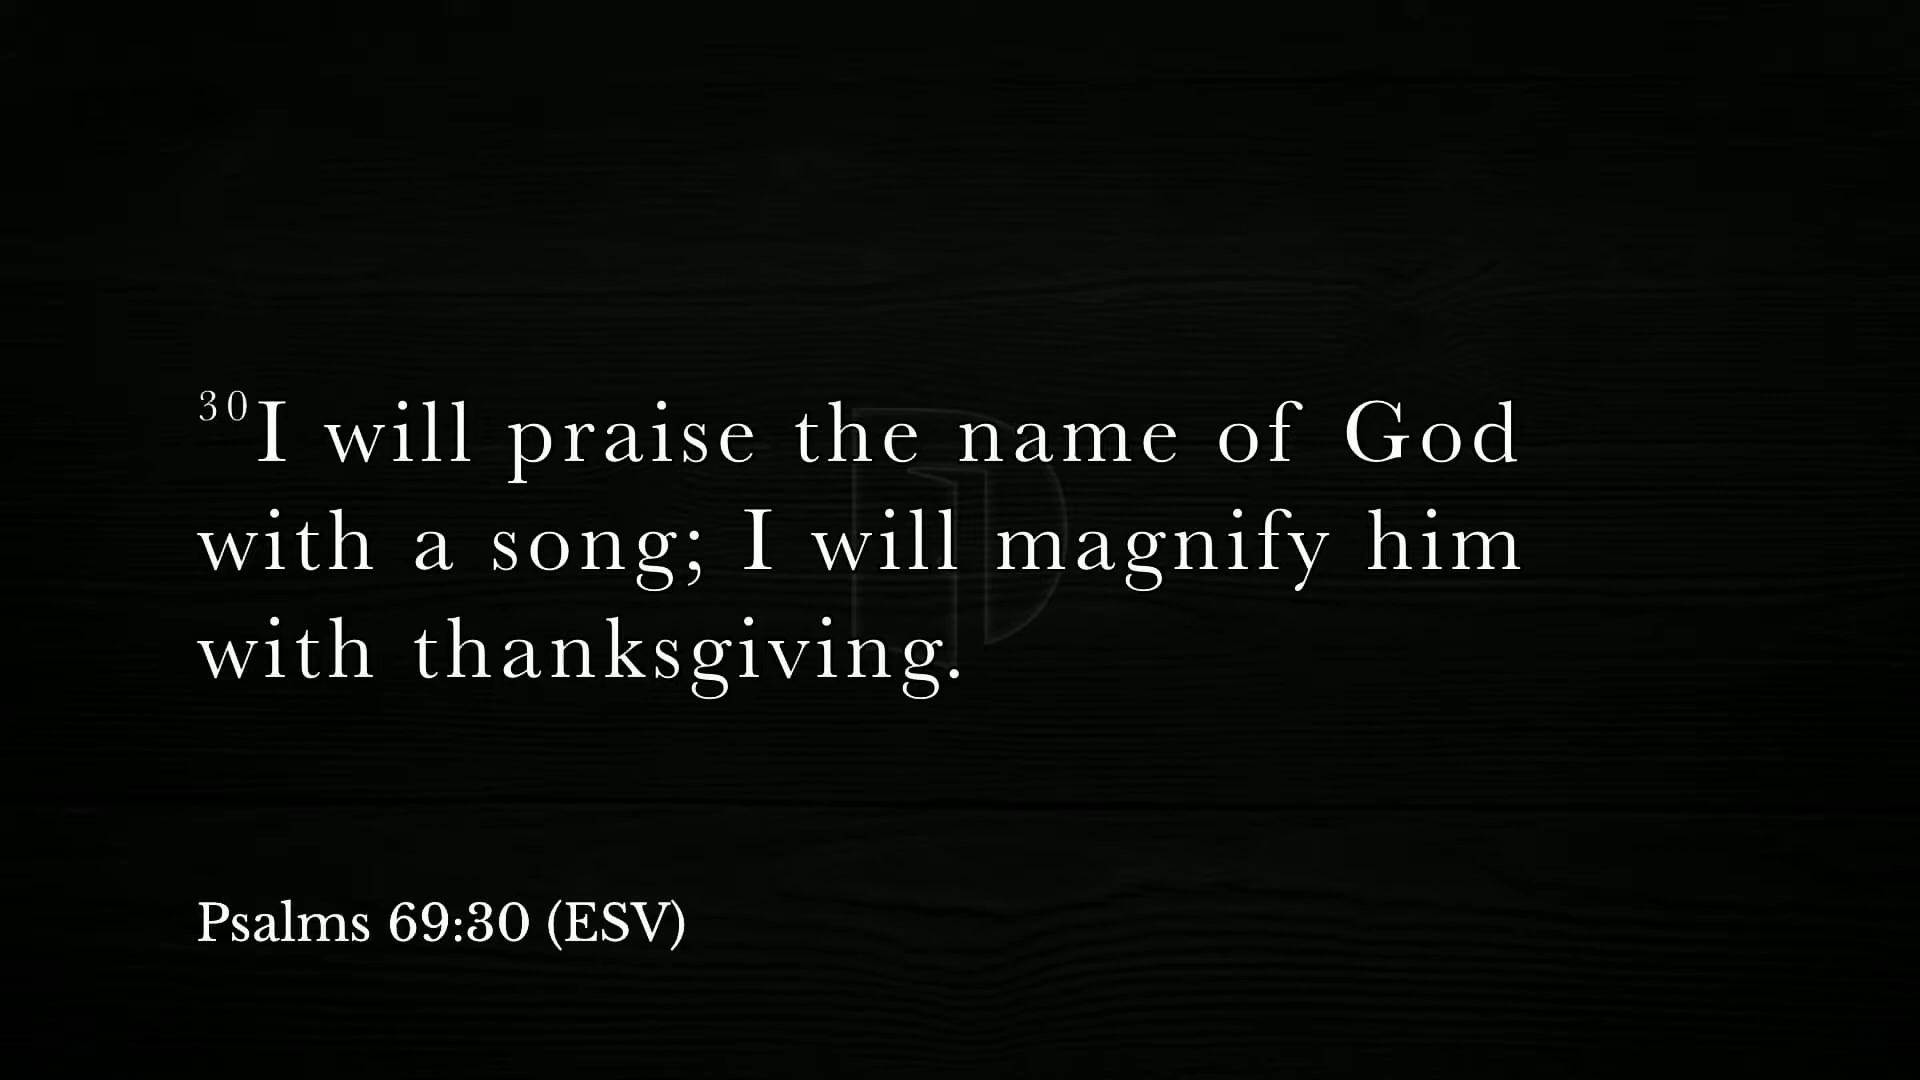 30I will praise the name of God
with a song; I will magnify him
with thanksgiving.
Psalms 69:30 (ESV)